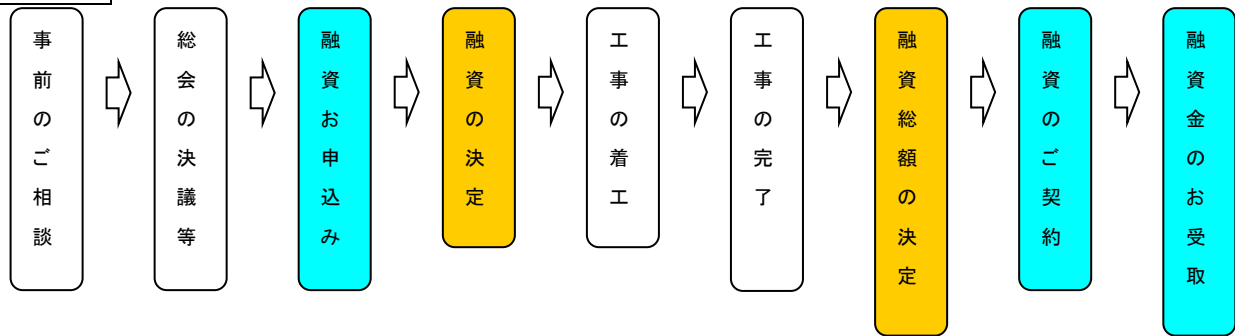 事前のご相談
総会の決議等
融資お申込み
融資の決定
工事の着工
工事の完了
融資総額の決定
融資のご契約
融資金のお受取